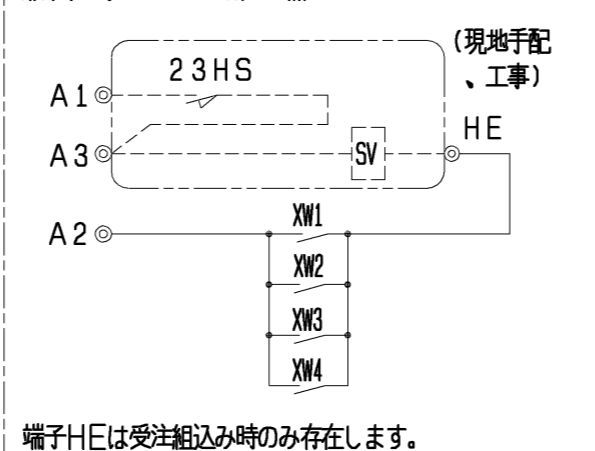 (現地手配
、工事)
23HS
A1
HE
A3
SV
A2
XW1
XW2
XW3
XW4
端子HEは受注組込み時のみ存在します。